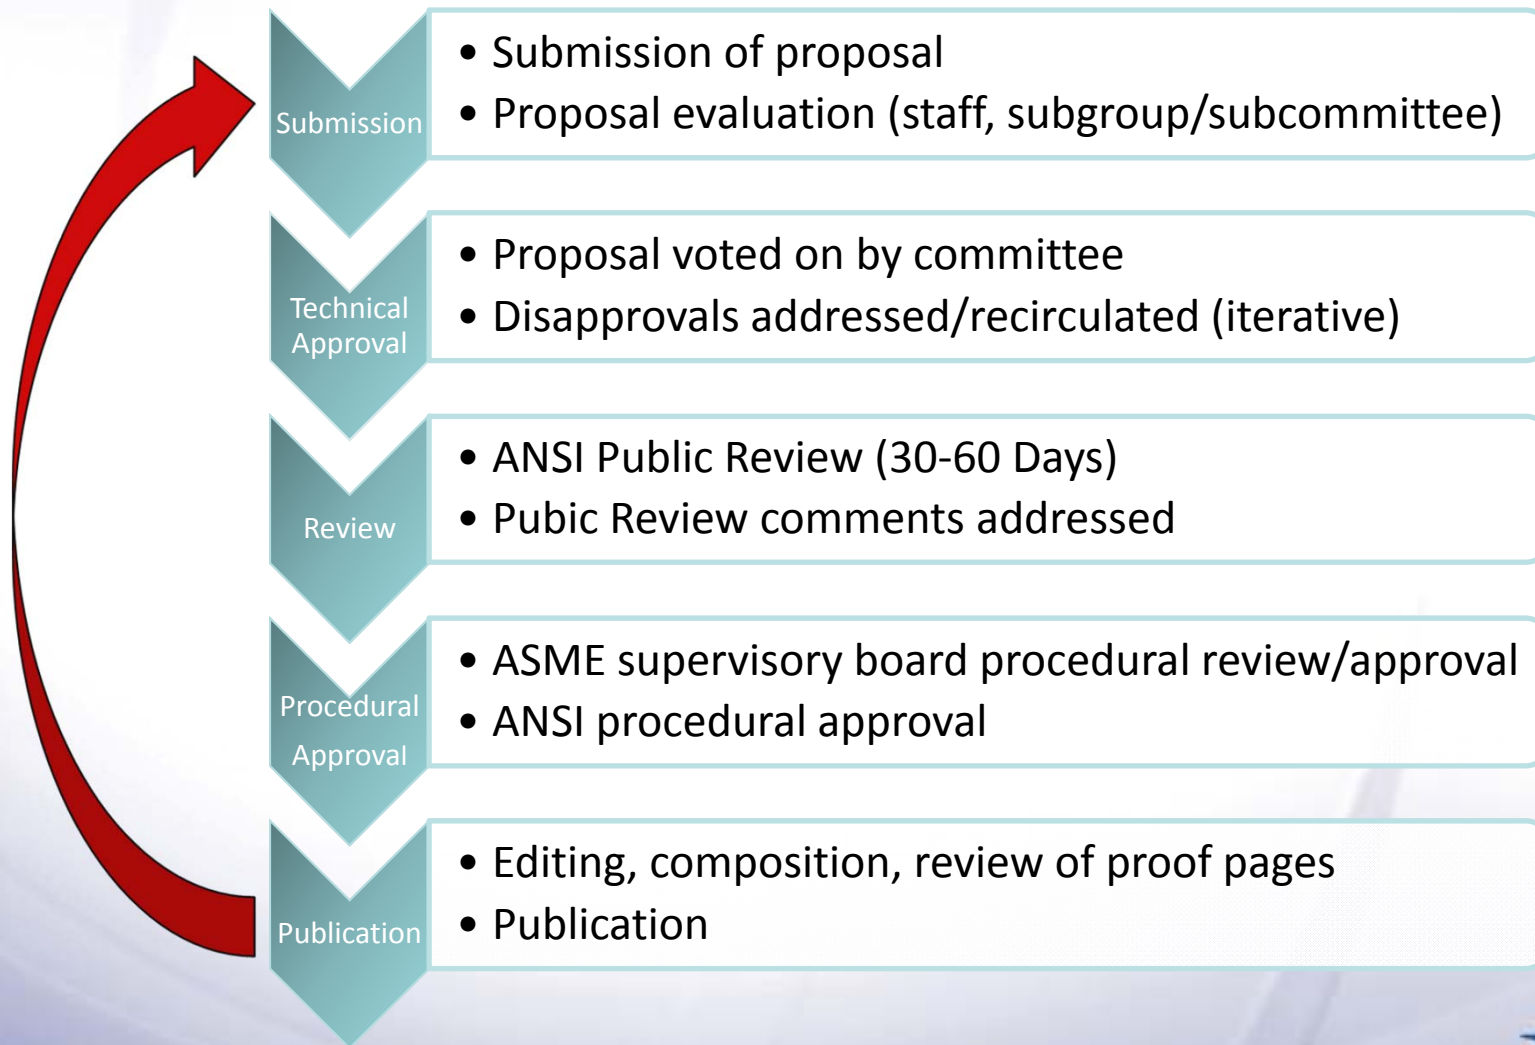 Submission
• Submission of proposal
• Proposal evaluation (staff, subgroup/subcommittee)
Technical
Approval
• Proposal voted on by committee
• Disapprovals addressed/recirculated (iterative)
Review
• ANSI Public Review (30-60 Days)
• Pubic Review comments addressed
Procedural
Approval
• ASME supervisory board procedural review/approval
• ANSI procedural approval
Publication
• Editing, composition, review of proof pages
• Publication